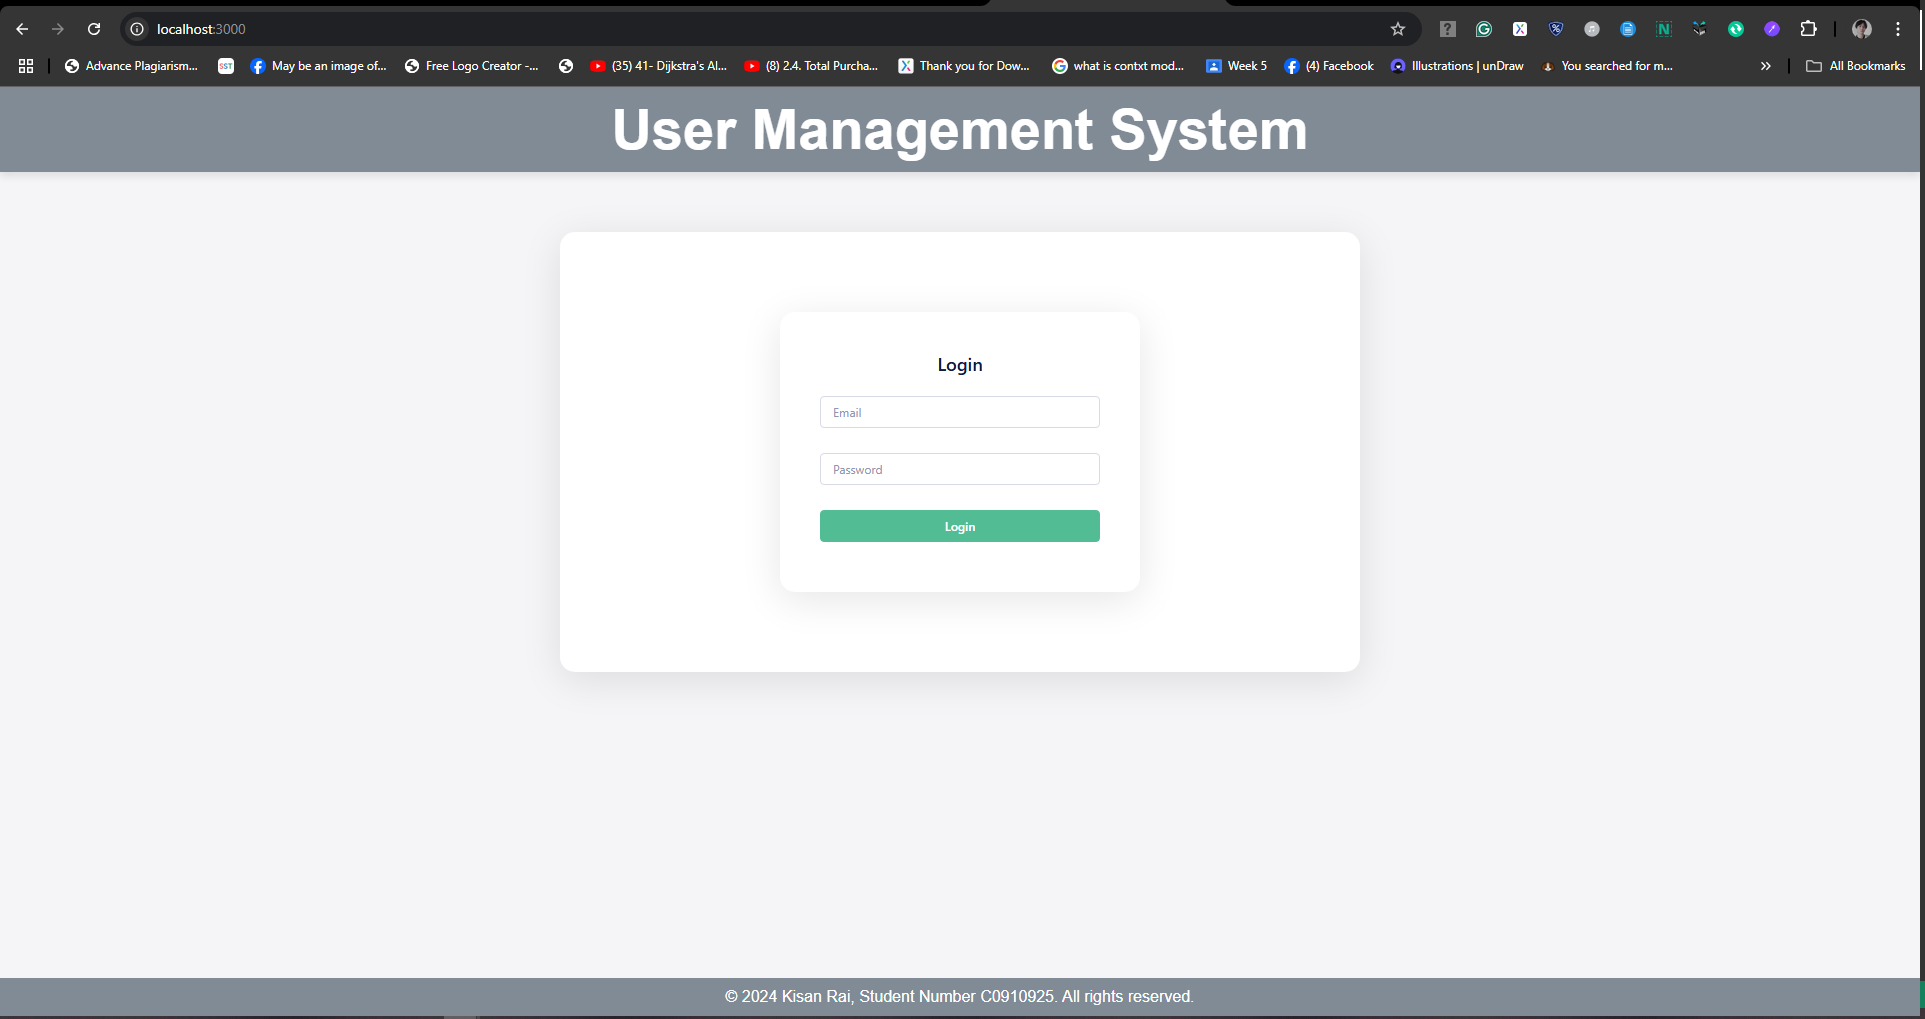 localhost:3000
Advance Plagiarism...
SST
May be an image of...
Free Logo Creator -...
(35) 41- Dijkstra's Al...
(8) 2.4. Total Purcha...
Thank you for Dow...
what is contxt mod...
Week 5
(4) Facebook
Illustrations | unDraw
You searched for m...
All Bookmarks
User Management System
Login
Email
Password
Login
© 2024 Kisan Rai, Student Number C0910925. All rights reserved.